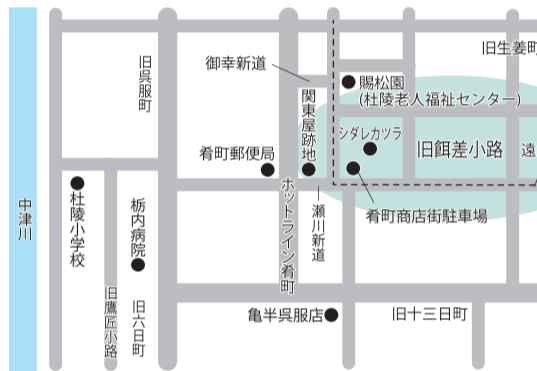 旧生姜町
旧呉服町
御幸新道
賜松園
(杜陵老人福祉センター)
関東屋跡地
シダレカツラ
旧餌差小路
遠
肴町郵便局
肴町商店街駐車場
ホットライン肴町
瀬川新道
中津川
杜陵小学校
栃内病院
旧鷹匠小路
旧六日町
亀半呉服店
旧十三日町